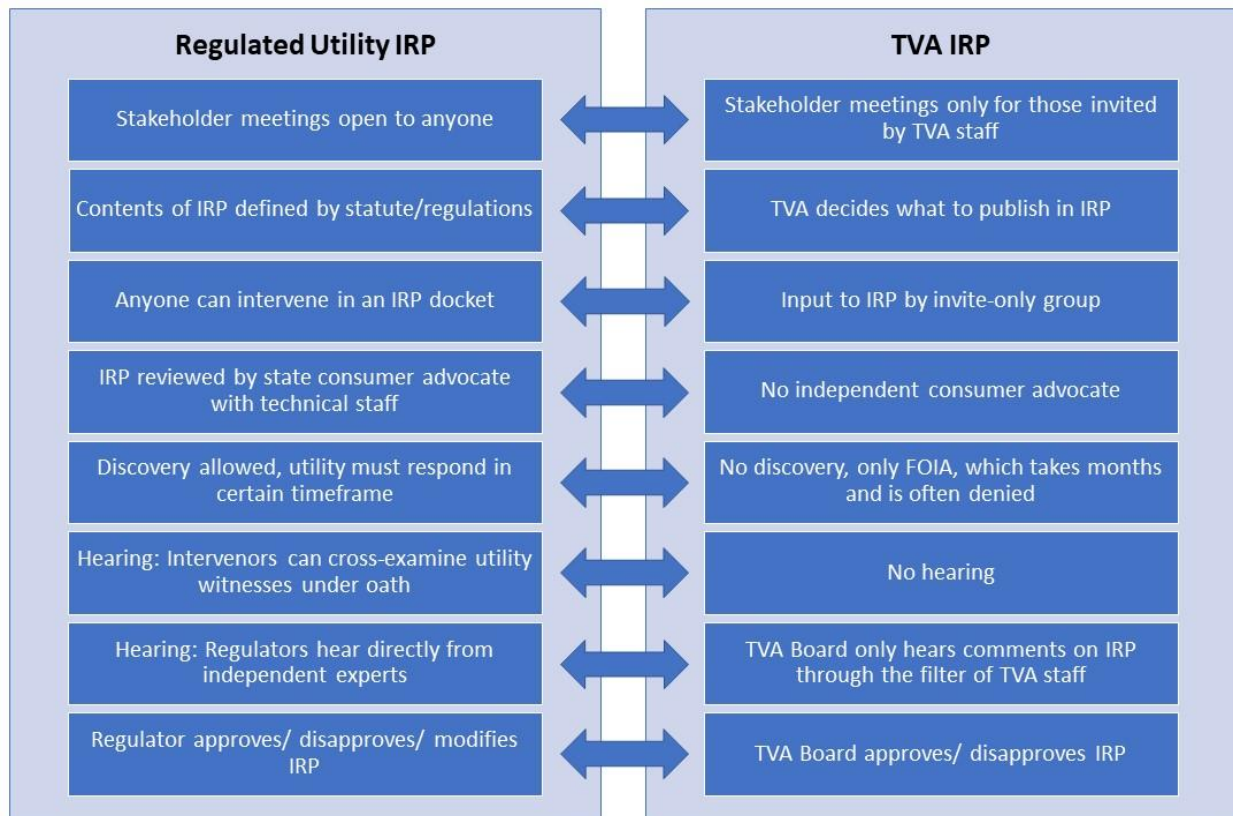 Regulated Utility IRP
TVA IRP
Stakeholder meetings open to anyone
Stakeholder meetings only for those invited
by TVA staff
Contents of IRP defined by statute/regulations
TVA decides what to publish in IRP
Anyone can intervene in an IRP docket
Input to IRP by invite-only group
IRP reviewed by state consumer advocate
with technical staff
No independent consumer advocate
Discovery allowed, utility must respond in
certain timeframe
No discovery, only FOIA, which takes months
and is often denied
Hearing: Intervenors can cross-examine utility
witnesses under oath
No hearing
Hearing: Regulators hear directly from
independent experts
TVA Board only hears comments on IRP
through the filter of TVA staff
Regulator approves/ disapproves/ modifies
IRP
TVA Board approves/ disapproves IRP